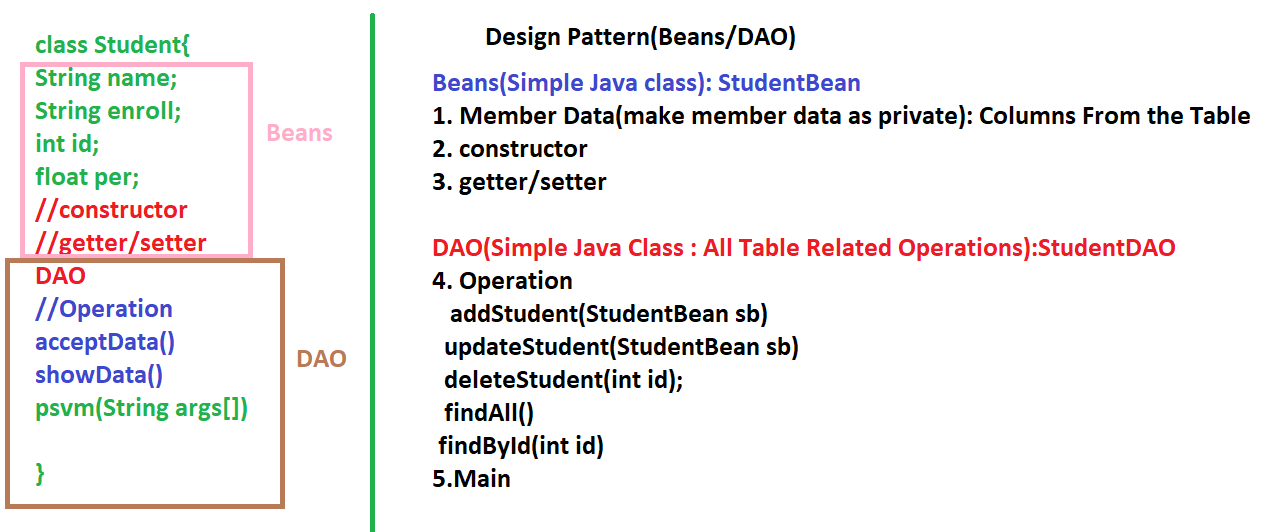 class Student{
String name;
String enroll;
int id;
float per;
//constructor
//getter/setter
Beans
DAO
//Operation
acceptData()
showData()
psvm(String args[])
}
DAO
Design Pattern(Beans/DAO)
Beans(Simple Java class): StudentBean
1. Member Data(make member data as private): Columns From the Table
2. constructor
3. getter/setter
DAO(Simple Java Class : All Table Related Operations):StudentDAO
4. Operation
addStudent(StudentBean sb)
updateStudent(StudentBean sb)
deleteStudent(int id);
findAll()
findById(int id)
5.Main